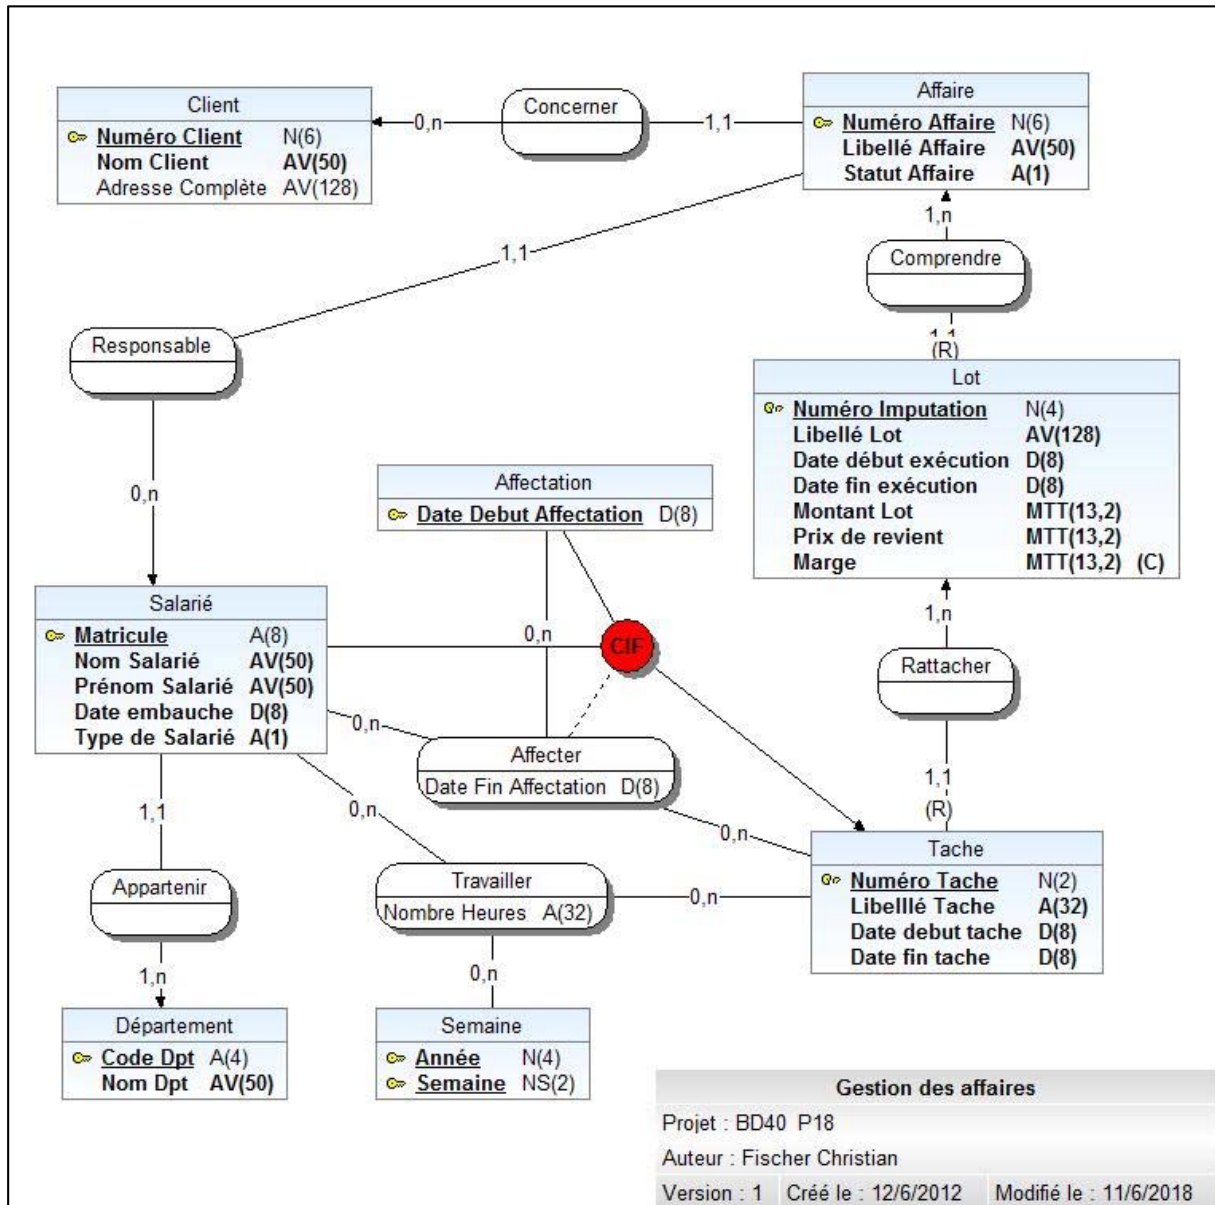 Client
Numéro Client N(6)
Nom Client AV(50)
Adresse Complète AV(128)
0,n
Concerner
1,1
Affaire
Numéro Affaire N(6)
Libellé Affaire AV(50)
Statut Affaire A(1)
1,n
Comprendre
1,1
(R)
1,1
Responsable
0,n
Lot
Numéro Imputation N(4)
Libellé Lot AV(128)
Date début exécution D(8)
Date fin exécution D(8)
Montant Lot MTT(13,2)
Prix de revient MTT(13,2)
Marge MTT(13,2) (C)
Affectation
Date Debut Affectation D(8)
0,n
CIF
1,n
Rattacher
1,1
(R)
Salarié
Matricule A(8)
Nom Salarié AV(50)
Prénom Salarié AV(50)
Date embauche D(8)
Type de Salarié A(1)
0,n
Affecter
Date Fin Affectation D(8)
0,n
0,n
Travailler
Nombre Heures A(32)
0,n
Tache
Numéro Tache N(2)
Libelllé Tache A(32)
Date debut tache D(8)
Date fin tache D(8)
1,1
Appartenir
1,n
0,n
Département
Code Dpt A(4)
Nom Dpt AV(50)
Semaine
Année N(4)
Semaine NS(2)
Gestion des affaires
Projet : BD40 P18
Auteur : Fischer Christian
Version : 1 Créé le : 12/6/2012 Modifié le : 11/6/2018